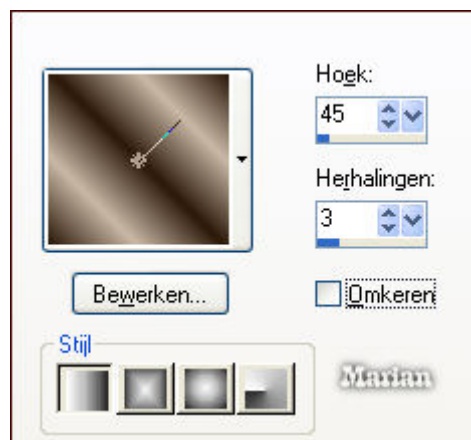 Hoek:
45
Herhalingen:
3
Bewerken...
Omkeren
Stijl
Marian